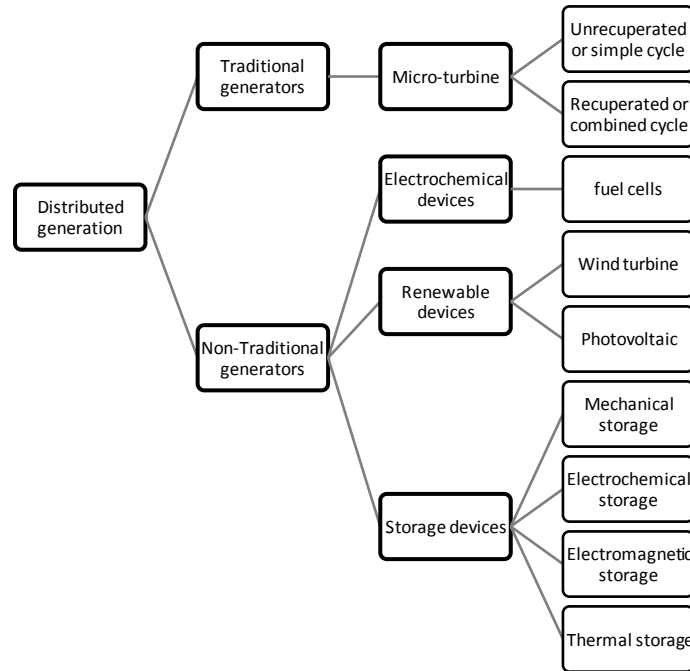 Distributed
generation
Traditional
generators
Micro-turbine
Unrecuperated
or simple cycle
Recuperated or
combined cycle
Non-Traditional
generators
Electrochemical
devices
fuel cells
Renewable
devices
Wind turbine
Photovoltaic
Storage devices
Mechanical
storage
Electrochemical
storage
Electromagnetic
storage
Thermal storage